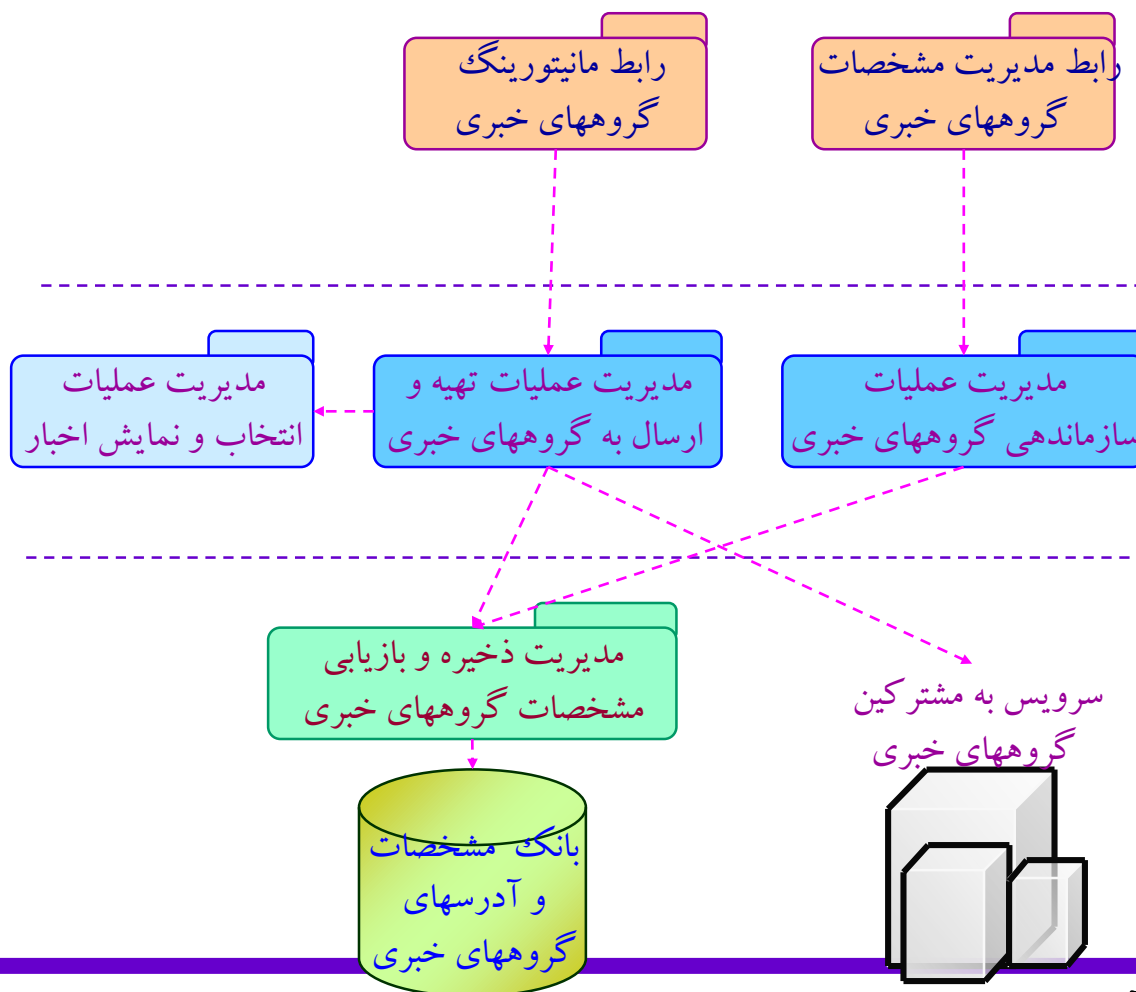 رابط مدیریت مشخصات
گروههای خبری
رابط مانیتورینگ
گروههای خبری
مدیریت عملیات
سازماندهی گروههای خبری
مدیریت عملیات تهیه و
ارسال به گروههای خبری
مدیریت عملیات
انتخاب و نمایش اخبار
مدیریت ذخیره و بازیابی
مشخصات گروههای خبری
سرویس به مشترکین
گروههای خبری
بانک مشخصات
و آدرسهای
گروههای خبری